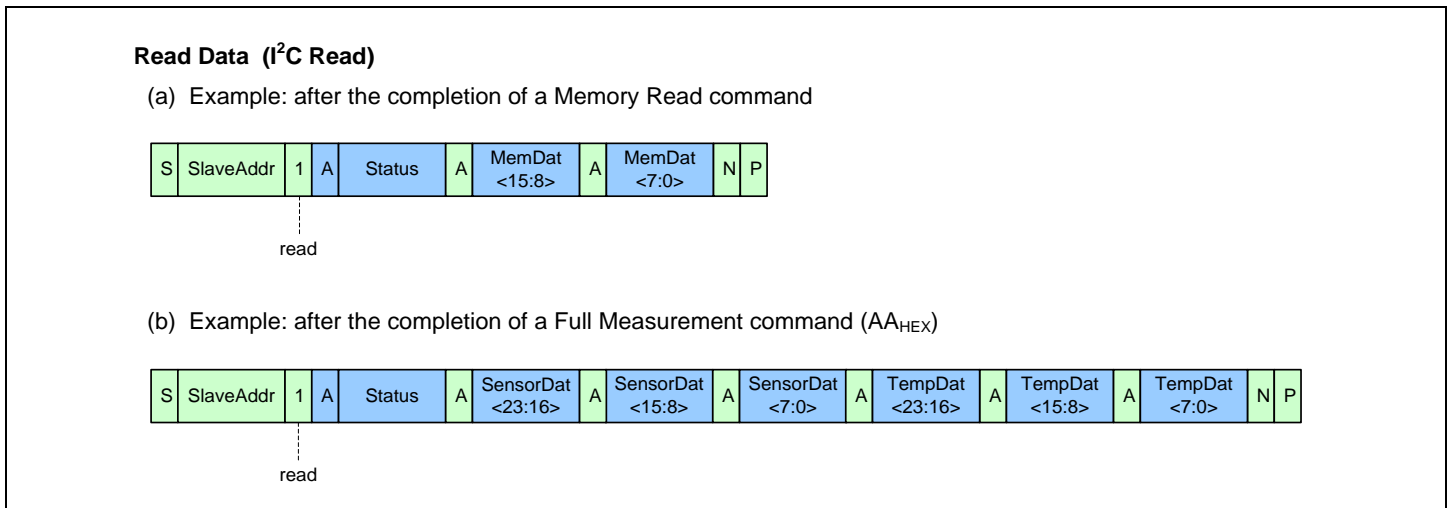 Read Data (I²C Read)
(a) Example: after the completion of a Memory Read command
S SlaveAddr 1 A Status A MemDat <15:8> A MemDat <7:0> N P
read
(b) Example: after the completion of a Full Measurement command (AAHEX)
S SlaveAddr 1 A Status A SensorDat <23:16> A SensorDat <15:8> A SensorDat <7:0> A TempDat <23:16> A TempDat <15:8> A TempDat <7:0> N P
read